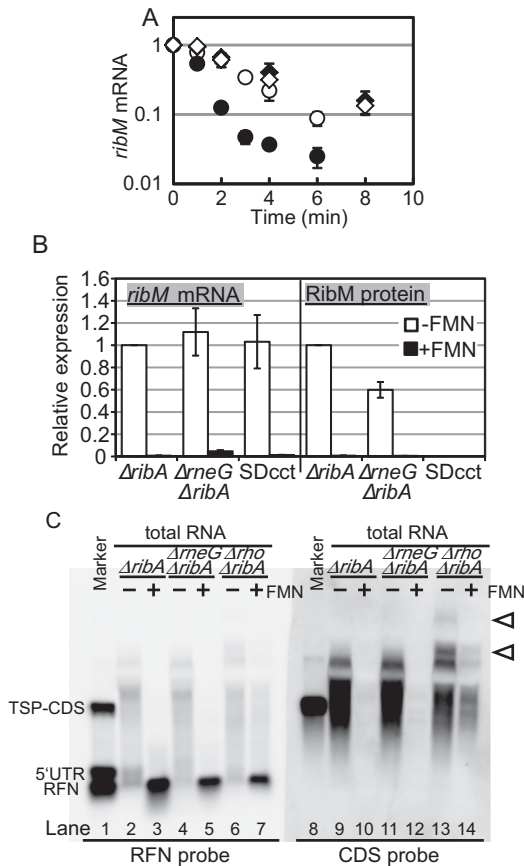 A
ribM mRNA
1
0.1
0.01
0 2 4 6 8 10
Time (min)
B
Relative expression
1.6
1.4
1.2
1
0.8
0.6
0.4
0.2
0
ribM mRNA
RibM protein
-FMN
+FMN
ΔribA ΔrneG ΔribA SDcct ΔribA ΔrneG ΔribA SDcct
C
total RNA total RNA
Marker ΔribA ΔrneG ΔribA Δrho ΔribA Marker ΔribA ΔrneG ΔribA Δrho ΔribA
− + − + − + − + − + − + FMN
TSP-CDS
5'UTR
RFN
Lane 1 2 3 4 5 6 7 8 9 10 11 12 13 14
RFN probe CDS probe